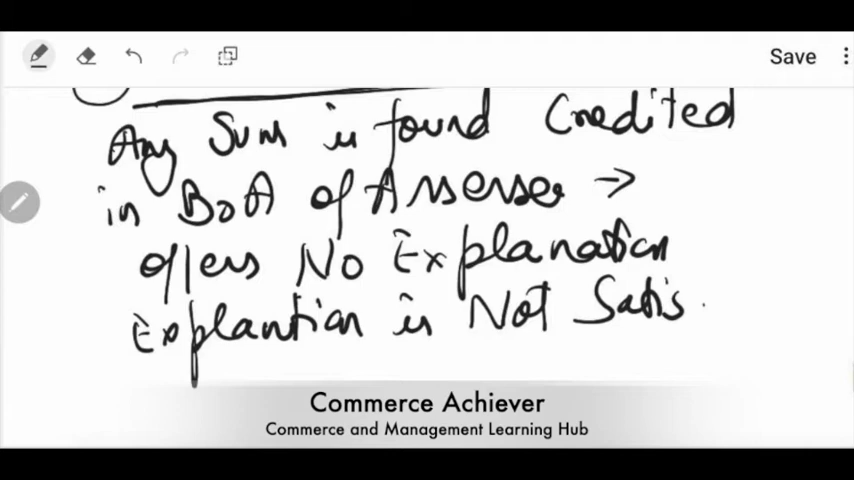 Save
Any Sum is found Credited
in BoA of Assessee →
offers No Explanation
Explantion is Not Satis.
Commerce Achiever
Commerce and Management Learning Hub